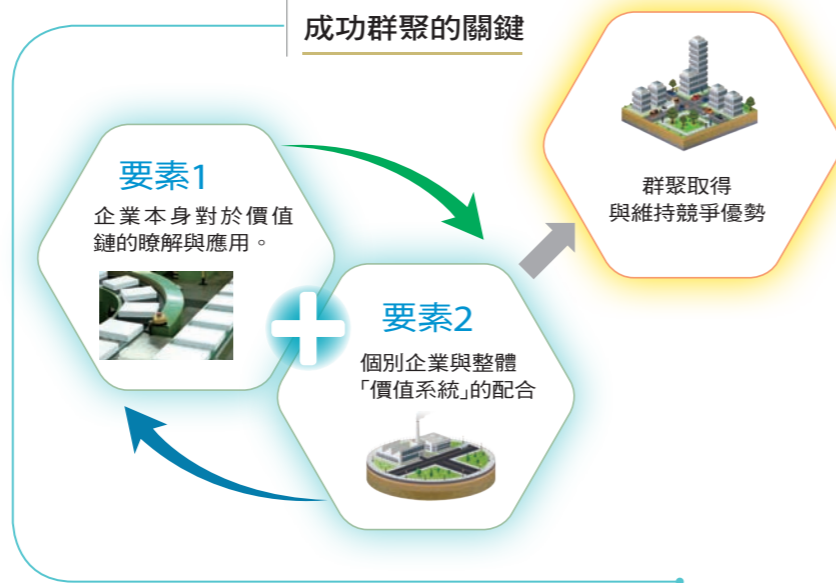 成功群聚的關鍵
要素1
企業本身對於價值
鏈的瞭解與應用。
要素2
個別企業與整體
「價值系統」的配合
群聚取得
與維持競爭優勢